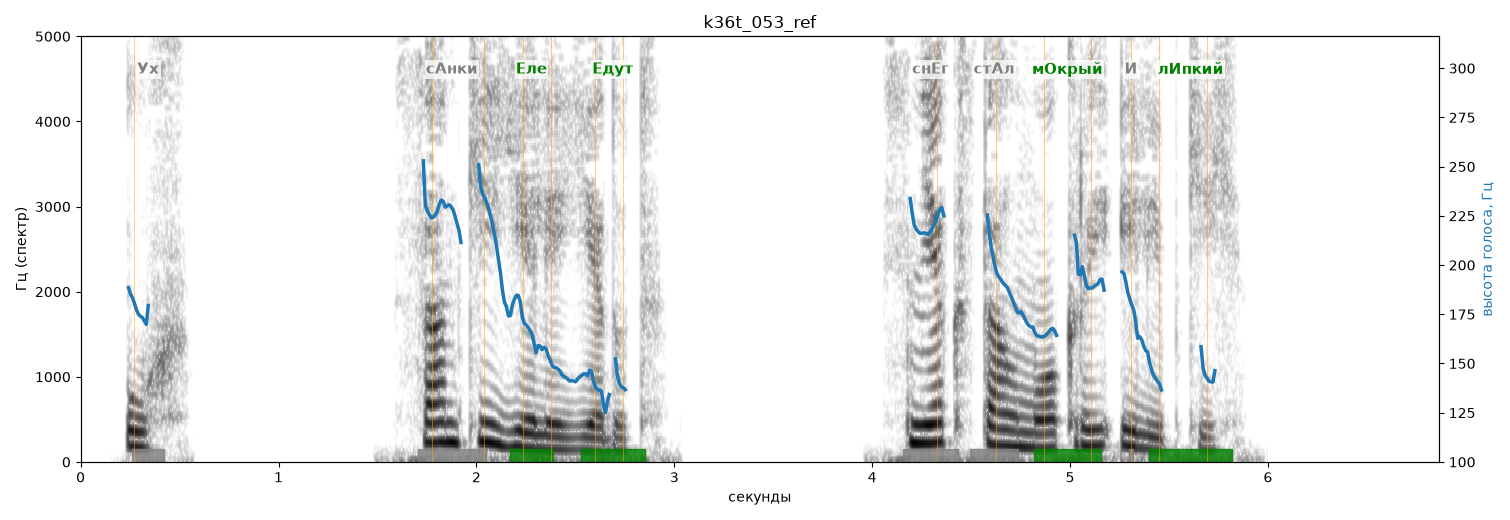 k36t_053_ref
5000
4000
3000
2000
1000
0
Гц (спектр)
Ух
сАнки
Еле
Едут
снЕг
стАл
мОкрый
И
лИпкий
300
275
250
225
200
175
150
125
100
высота голоса, Гц
0 1 2 3 4 5 6
секунды